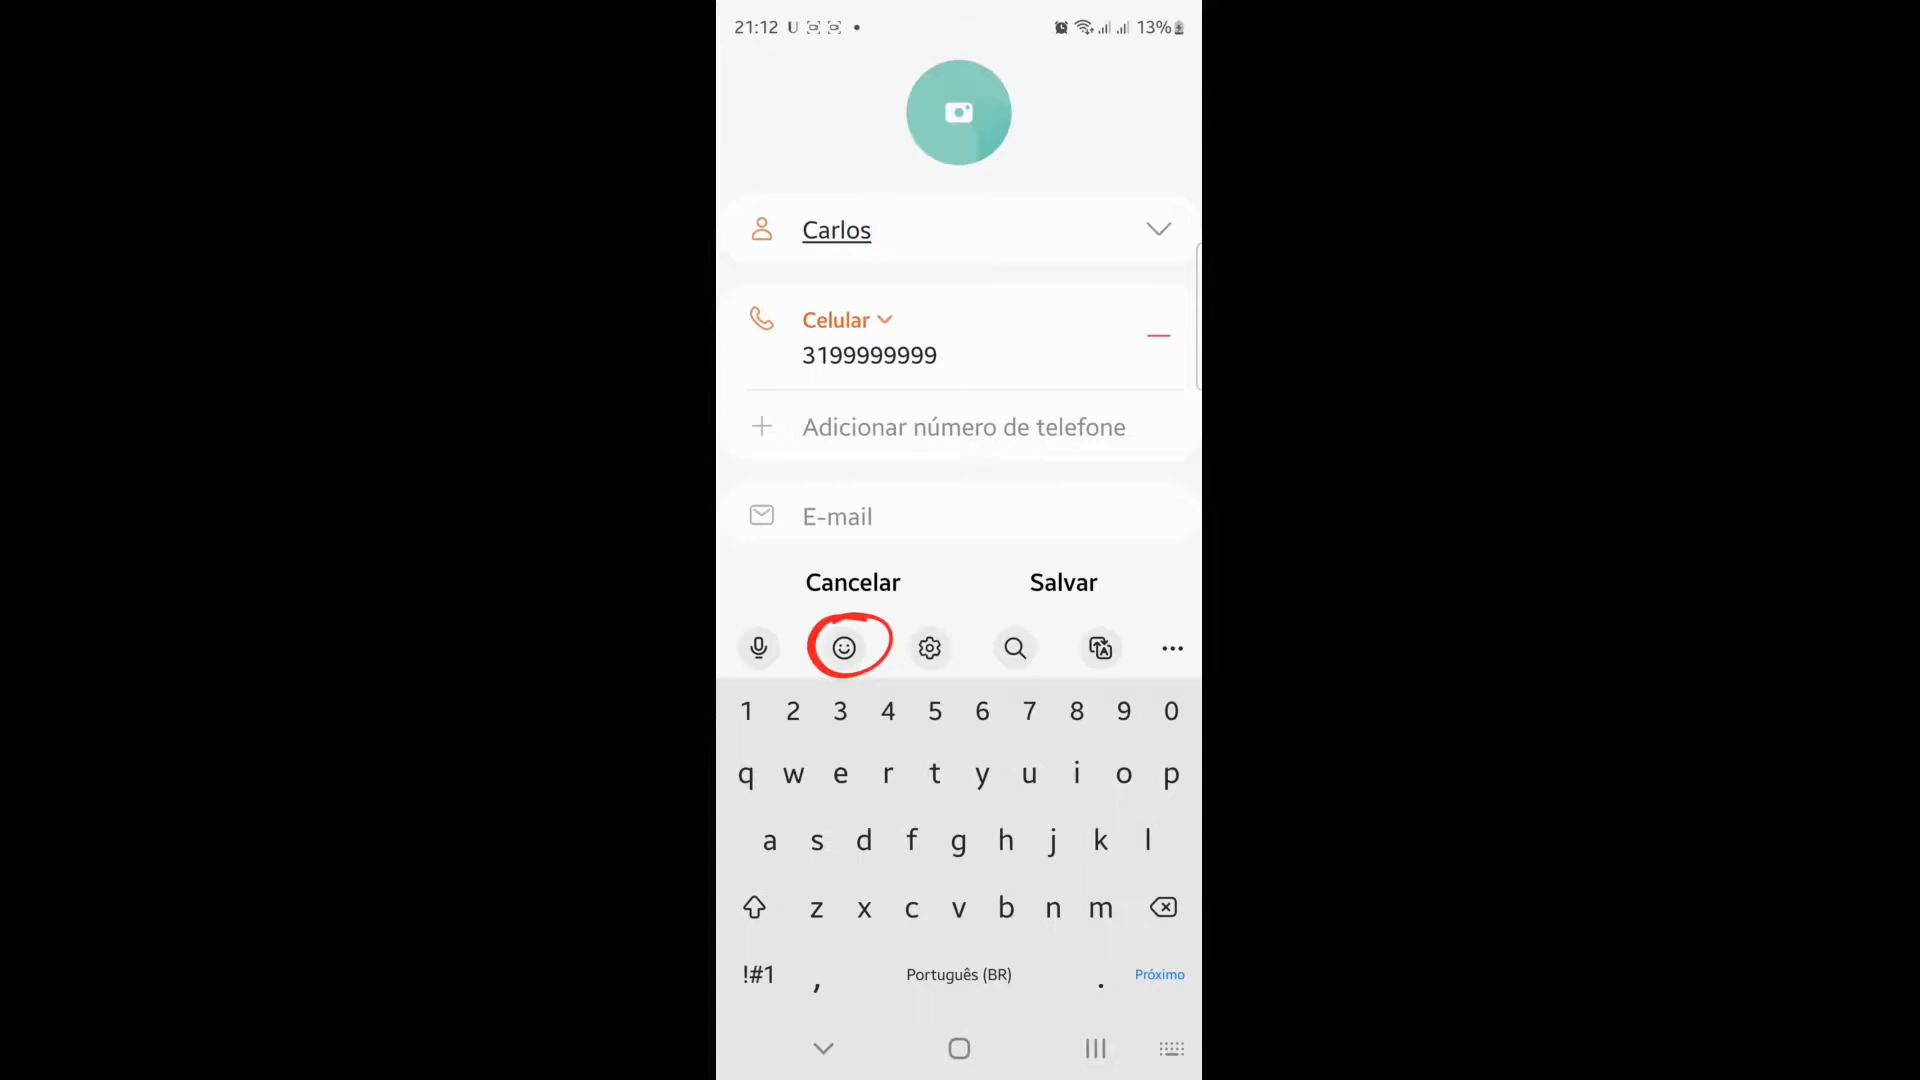 21:12 13%
Carlos
Celular
3199999999
Adicionar número de telefone
E-mail
Cancelar Salvar
1 2 3 4 5 6 7 8 9 0
q w e r t y u i o p
a s d f g h j k l
z x c v b n m
!#1 , Português (BR) . Próximo